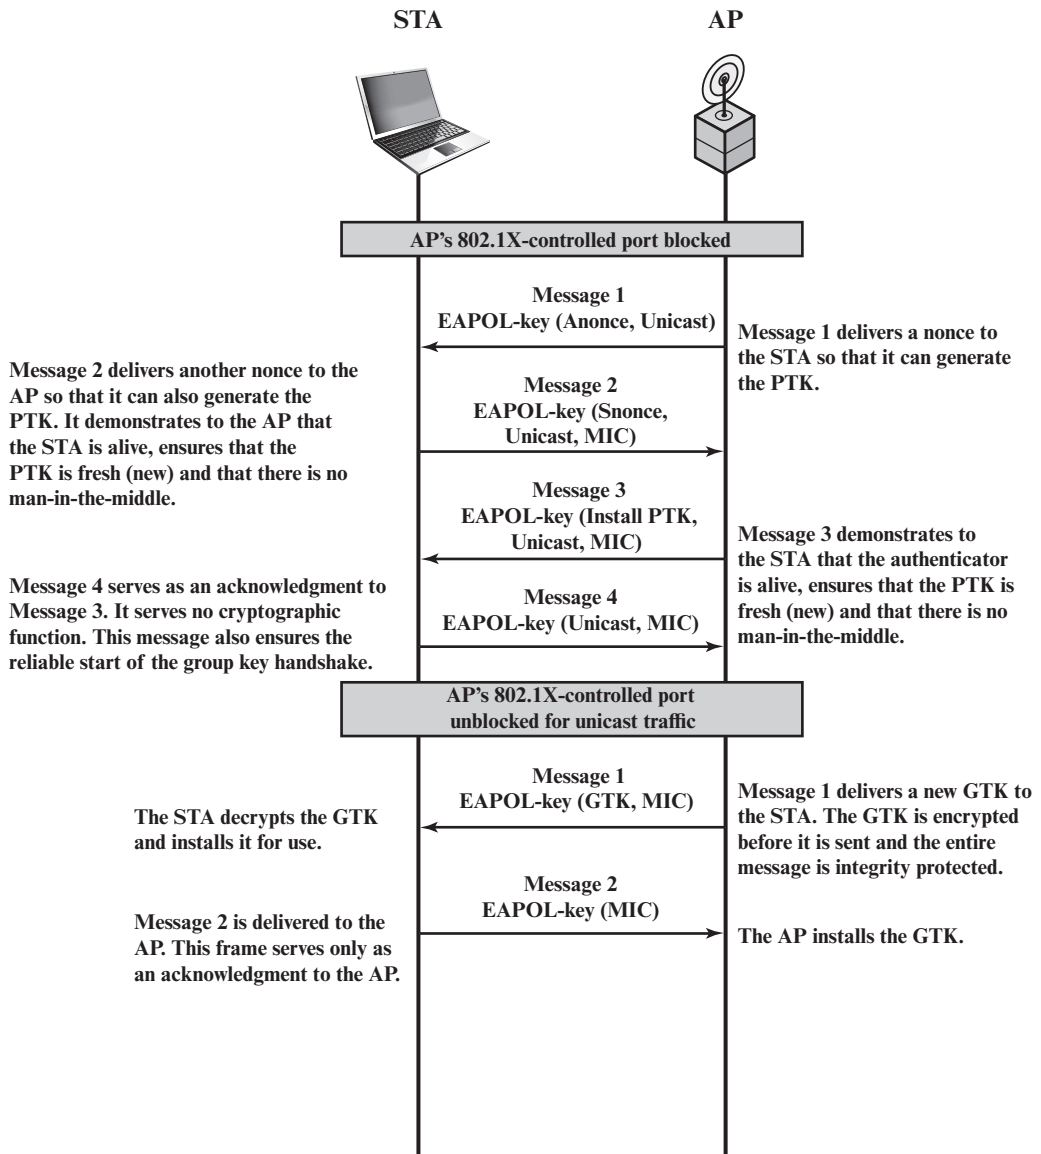 STA
AP
AP's 802.1X-controlled port blocked
Message 1
EAPOL-key (Anonce, Unicast)
Message 1 delivers a nonce to
the STA so that it can generate
the PTK.
Message 2 delivers another nonce to the
AP so that it can also generate the
PTK. It demonstrates to the AP that
the STA is alive, ensures that the
PTK is fresh (new) and that there is no
man-in-the-middle.
Message 2
EAPOL-key (Snonce,
Unicast, MIC)
Message 3
EAPOL-key (Install PTK,
Unicast, MIC)
Message 3 demonstrates to
the STA that the authenticator
is alive, ensures that the PTK is
fresh (new) and that there is no
man-in-the-middle.
Message 4 serves as an acknowledgment to
Message 3. It serves no cryptographic
function. This message also ensures the
reliable start of the group key handshake.
Message 4
EAPOL-key (Unicast, MIC)
AP's 802.1X-controlled port
unblocked for unicast traffic
Message 1
EAPOL-key (GTK, MIC)
Message 1 delivers a new GTK to
the STA. The GTK is encrypted
before it is sent and the entire
message is integrity protected.
The STA decrypts the GTK
and installs it for use.
Message 2
EAPOL-key (MIC)
Message 2 is delivered to the
AP. This frame serves only as
an acknowledgment to the AP.
The AP installs the GTK.